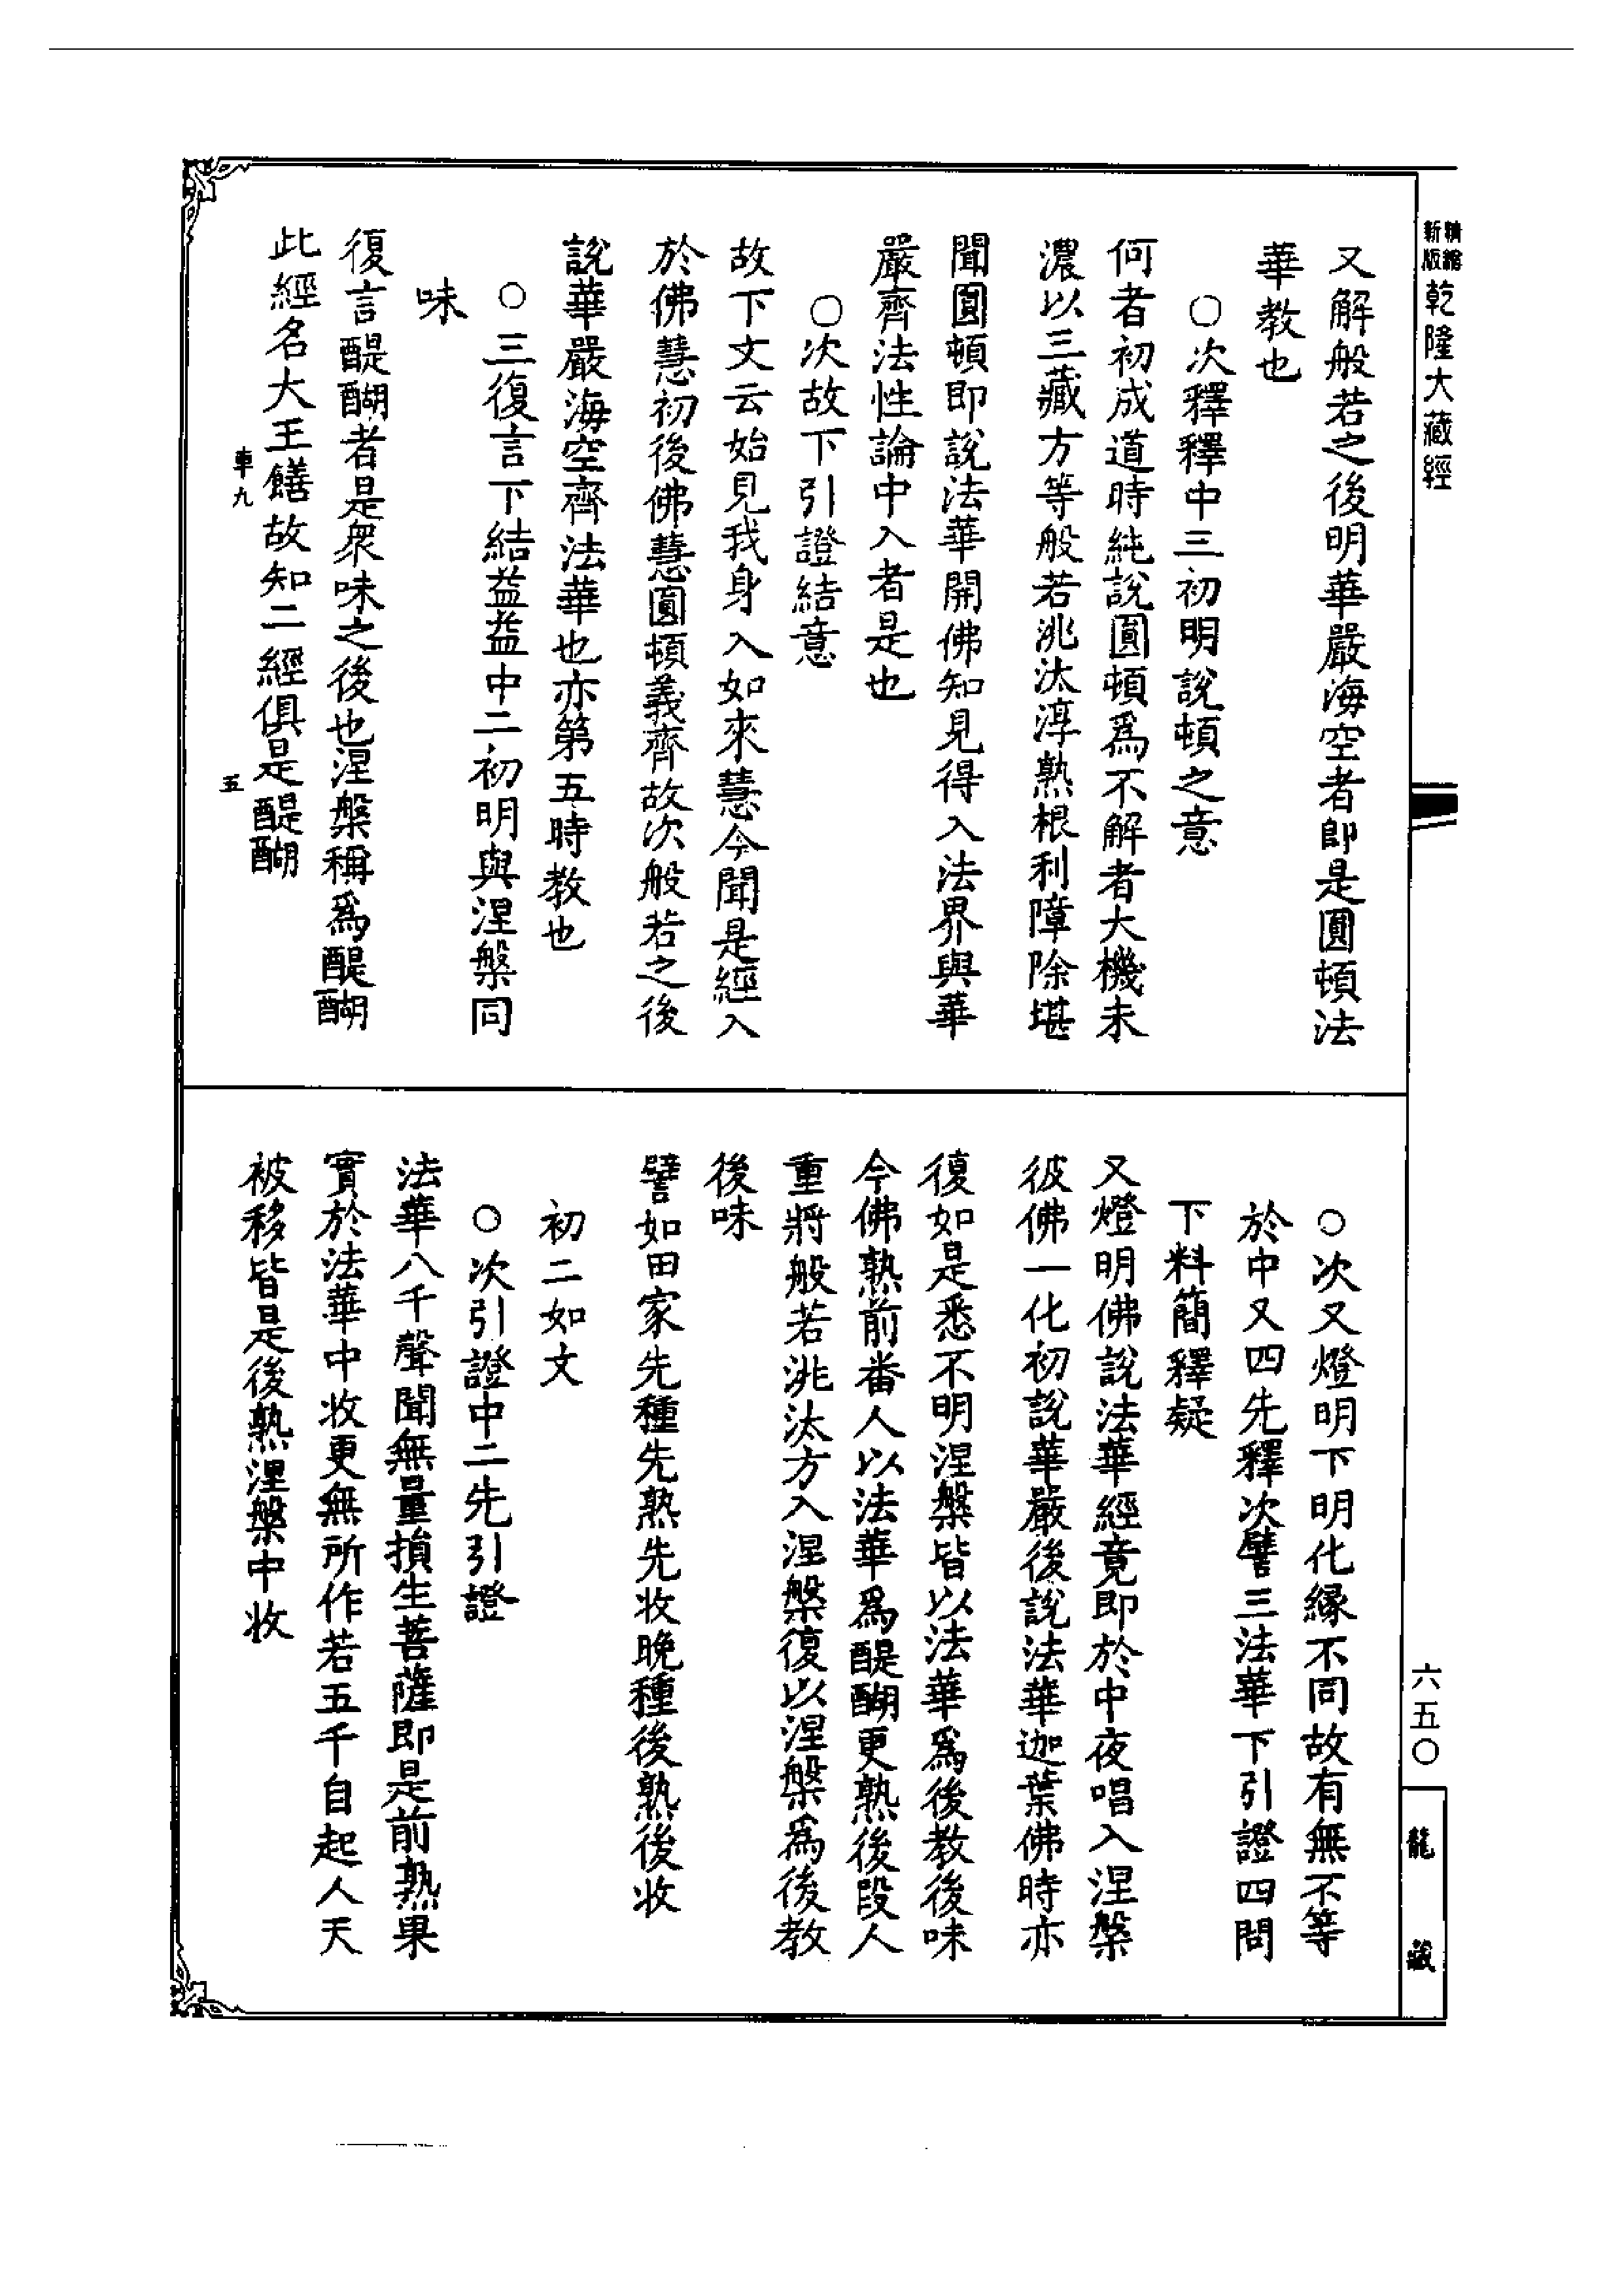 精縮新版乾隆大藏經
又解般若之後明華嚴海空者即是圓頓法
華教也
○次釋釋中三初明說頓之意
何者初成道時純說圓頓爲不解者大機未
濃以三藏方等般若洮汰淳熟根利障除堪
聞圓頓即說法華開佛知見得入法界與華
嚴齊法性論中入者是也
○次故下引證結意
故下文云始見我身入如來慧今聞是經入
於佛慧初後佛慧圓頓義齊故次般若之後
說華嚴海空齊法華也亦第五時教也
○三復言下結益益中二初明與涅槃同
味
復言醍醐者是衆味之後也涅槃稱爲醍醐
此經名大王饍故知二經俱是醍醐
車九 五
○次又燈明下明化緣不同故有無不等
於中又四先釋次譬三法華下引證四問
下料簡釋疑
又燈明佛說法華經竟即於中夜唱入涅槃
彼佛一化初說華嚴後說法華迦葉佛時亦
復如是悉不明涅槃皆以法華爲後教後味
今佛熟前番人以法華爲醍醐更熟後段人
重將般若洮汰方入涅槃復以涅槃爲後教
後味
譬如田家先種先熟先收晚種後熟後收
初二如文
○次引證中二先引證
法華八千聲聞無量損生菩薩即是前熟果
實於法華中收更無所作若五千自起人天
被移皆是後熟涅槃中收
六五〇
龍藏